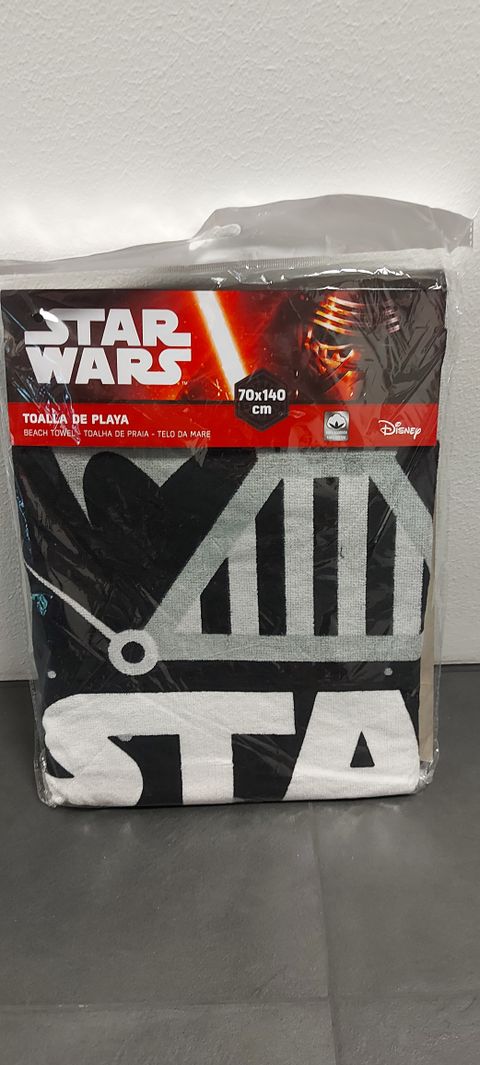 STAR
WARS
70x140
cm
TOALLA DE PLAYA
BEACH TOWEL - TOALHA DE PRAIA - TELO DA MARE
Disney
STA